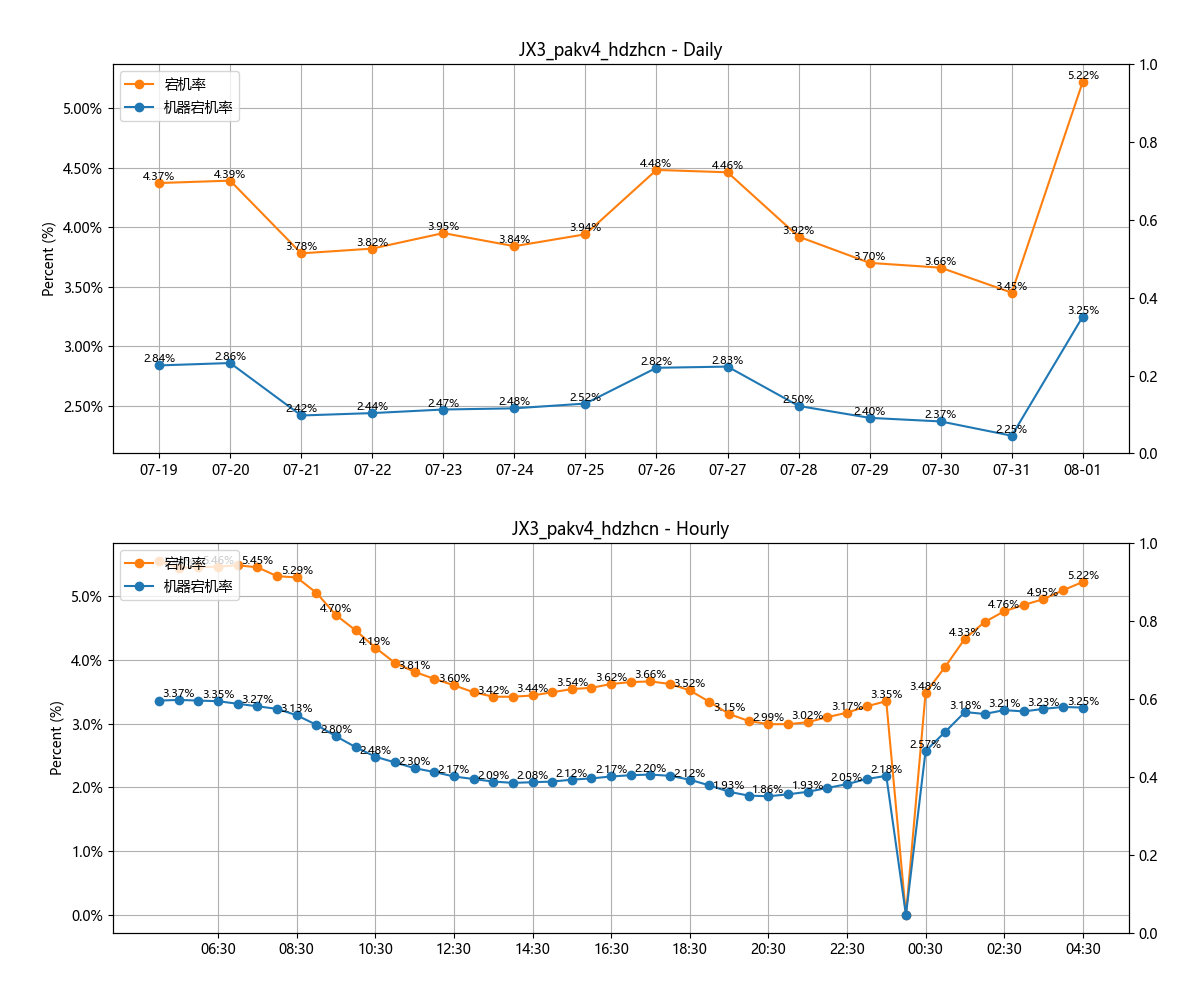 JX3_pakv4_hdzhcn - Daily
宕机率
机器宕机率
Percent (%)
5.00%
4.50%
4.00%
3.50%
3.00%
2.50%
1.0
0.8
0.6
0.4
0.2
0.0
4.37% 4.39% 3.78% 3.82% 3.95% 3.84% 3.94% 4.48% 4.46% 3.92% 3.70% 3.66% 3.45% 5.22%
2.84% 2.86% 2.42% 2.44% 2.47% 2.48% 2.52% 2.82% 2.83% 2.50% 2.40% 2.37% 2.25% 3.25%
07-19 07-20 07-21 07-22 07-23 07-24 07-25 07-26 07-27 07-28 07-29 07-30 07-31 08-01
JX3_pakv4_hdzhcn - Hourly
宕机率
机器宕机率
Percent (%)
5.0%
4.0%
3.0%
2.0%
1.0%
0.0%
1.0
0.8
0.6
0.4
0.2
0.0
5.46% 5.45% 5.29% 4.70% 4.19% 3.81% 3.60% 3.42% 3.44% 3.54% 3.62% 3.66% 3.52% 3.15% 2.99% 3.02% 3.17% 3.35% 3.48% 4.33% 4.76% 4.95% 5.22%
3.37% 3.35% 3.27% 3.13% 2.80% 2.48% 2.30% 2.17% 2.09% 2.08% 2.12% 2.17% 2.20% 2.12% 1.93% 1.86% 1.93% 2.05% 2.18% 2.57% 3.18% 3.21% 3.23% 3.25%
06:30 08:30 10:30 12:30 14:30 16:30 18:30 20:30 22:30 00:30 02:30 04:30